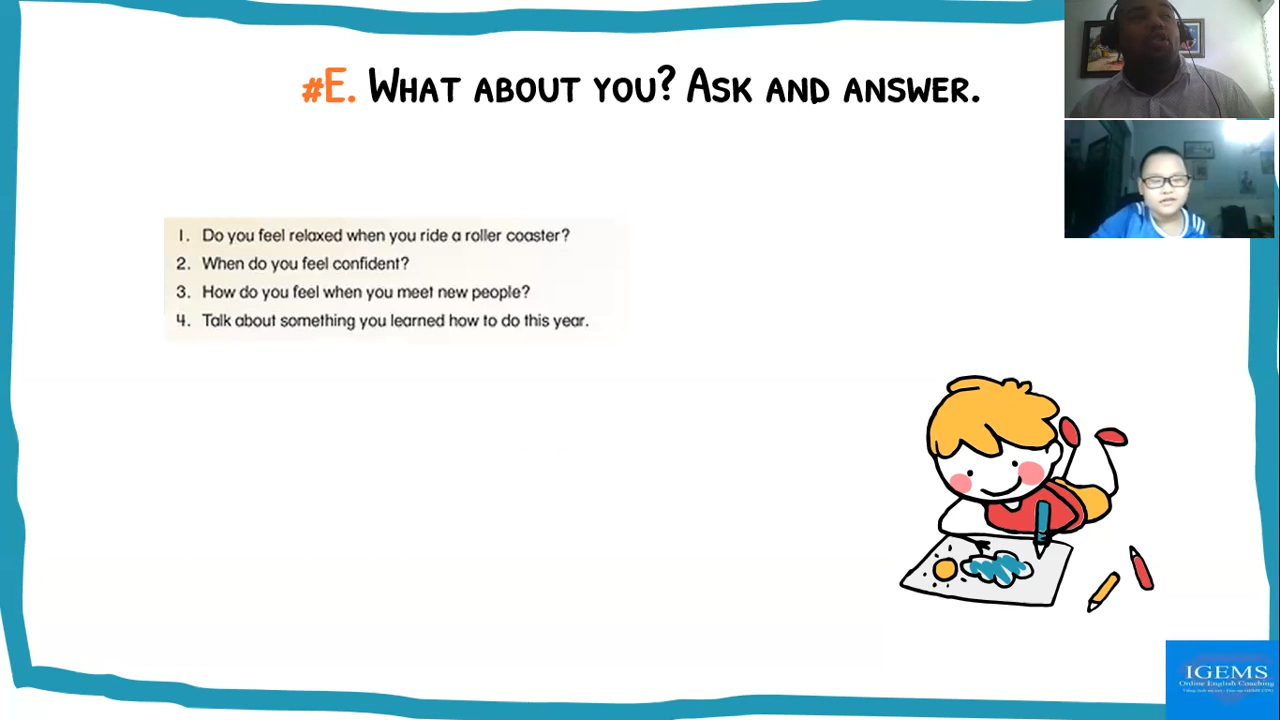 #E. What about you? Ask and answer.
1. Do you feel relaxed when you ride a roller coaster?
2. When do you feel confident?
3. How do you feel when you meet new people?
4. Talk about something you learned how to do this year.
IGEMS
Online English Coaching